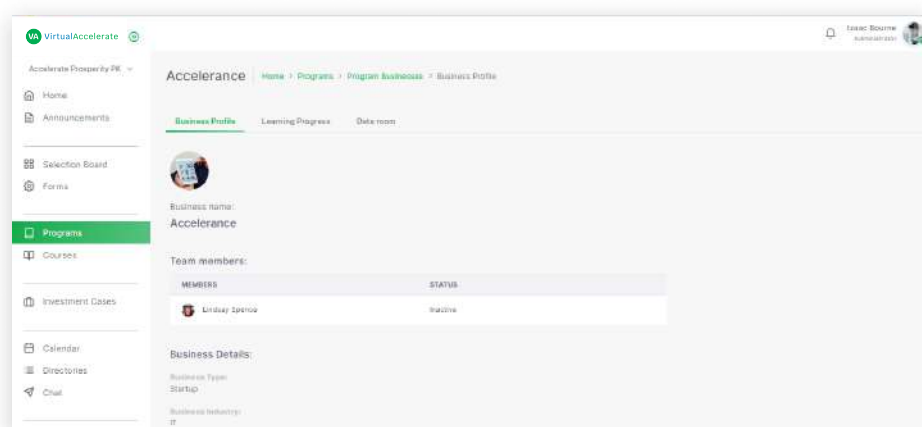 VA VirtualAccelerate
Isaac Bourne
Administrator
Accelerate Prosperity PK
Accelerance Home > Programs > Program Businesses > Business Profile
Home
Announcements
Business Profile Learning Progress Data room
Selection Board
Forms
Business name:
Accelerance
Programs
Courses
Team members:
MEMBERS STATUS
Investment Cases
Lindsay Spence Inactive
Calendar
Business Details:
Directories
Business Type:
Startup
Chat
Business Industry:
IT